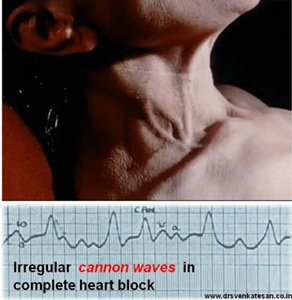 v a
Irregular cannon waves in
complete heart block
www.drsvenkatesan.co.in